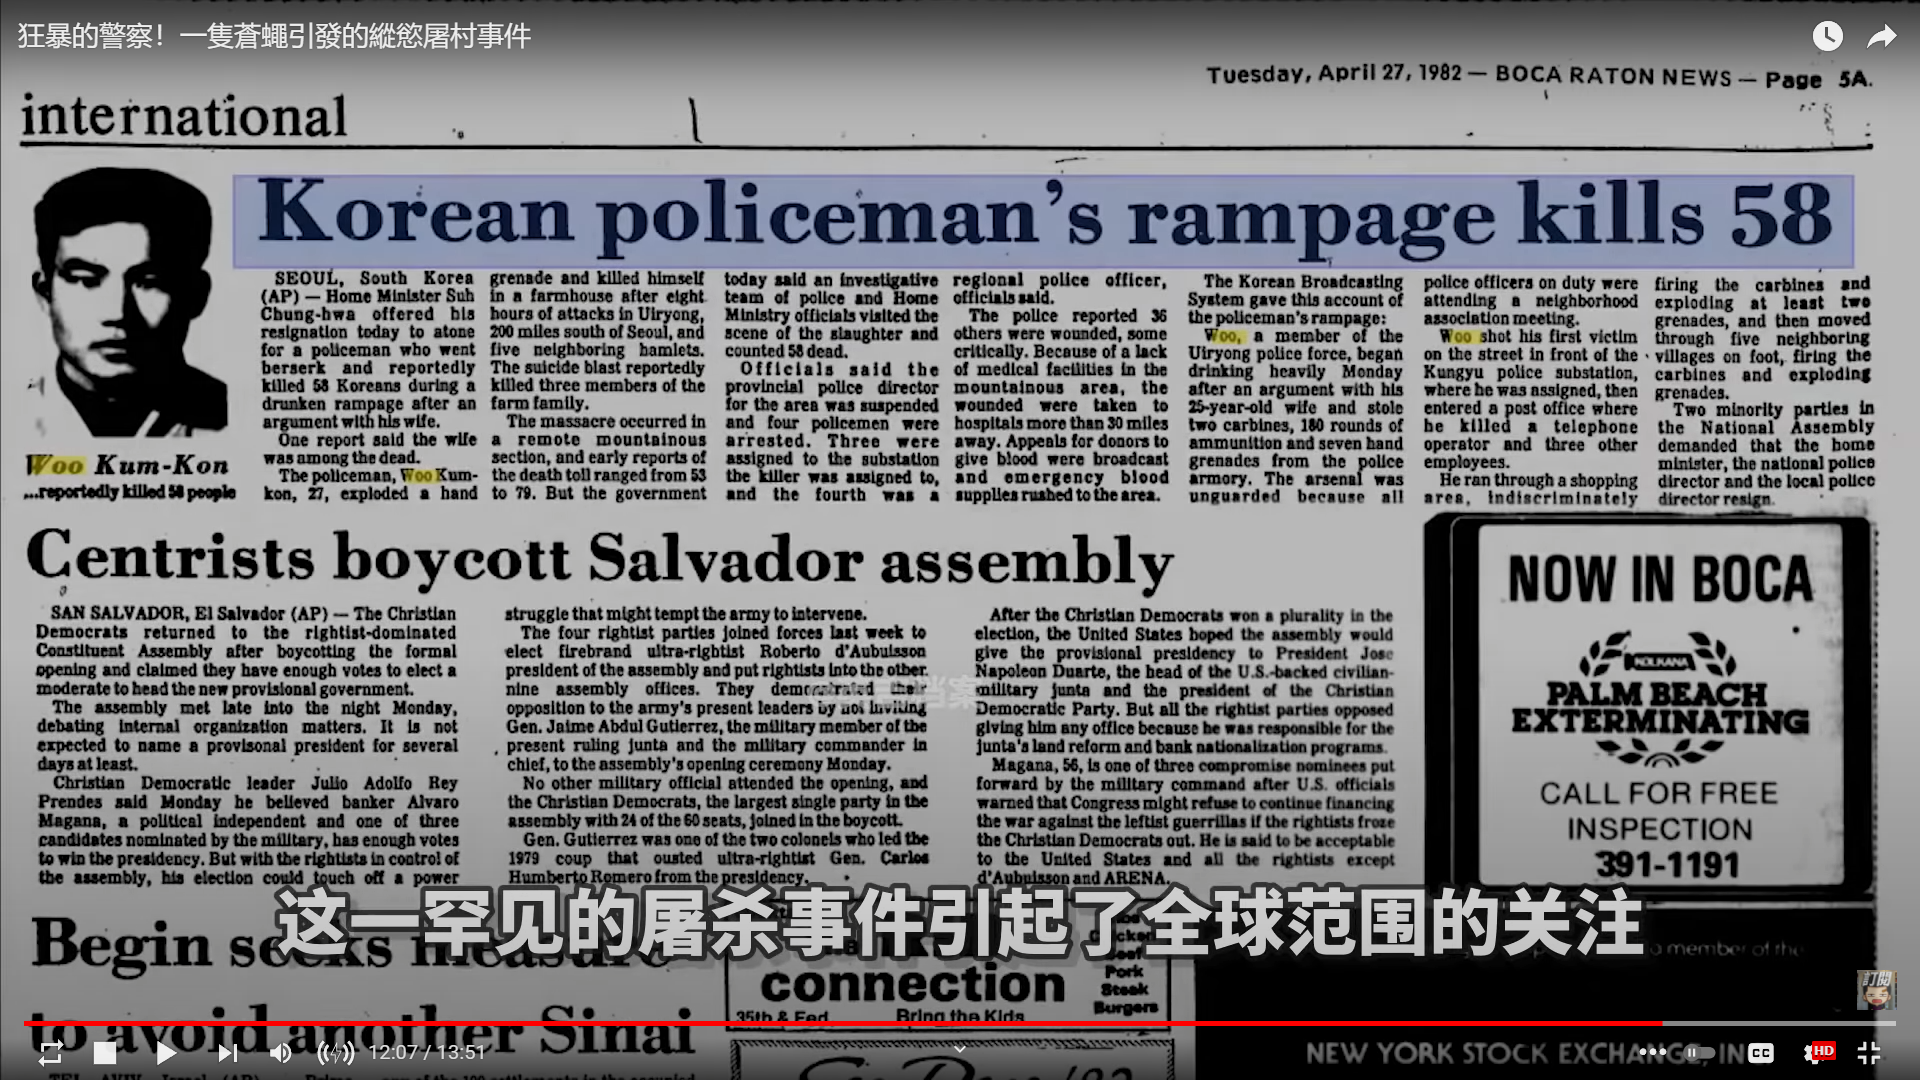 狂暴的警察！一隻蒼蠅引發的縱慾屠村事件
Tuesday, April 27, 1982 — BOCA RATON NEWS — Page 5A.
international
Korean policeman's rampage kills 58
Woo Kum-Kon
...reportedly killed 58 people
SEOUL, South Korea
(AP) — Home Minister Suh
Chung-hwa offered his
resignation today to atone
for a policeman who went
berserk and reportedly
killed 58 Koreans during a
drunken rampage after an
argument with his wife.
One report said the wife
was among the dead.
The policeman, Woo Kum-
kon, 27, exploded a hand
grenade and killed himself
in a farmhouse after eight
hours of attacks in Uiryong,
200 miles south of Seoul, and
five neighboring hamlets.
The suicide blast reportedly
killed three members of the
farm family.
The massacre occurred in
a remote mountainous
section, and early reports of
the death toll ranged from 53
to 79. But the government
today said an investigative
team of police and Home
Ministry officials visited the
scene of the slaughter and
counted 58 dead.
Officials said the
provincial police director
for the area was suspended
and four policemen were
arrested. Three were
assigned to the substation
the killer was assigned to,
and the fourth was a
regional police officer,
officials said.
The police reported 36
others were wounded, some
critically. Because of a lack
of medical facilities in the
mountainous area, the
wounded were taken to
hospitals more than 30 miles
away. Appeals for donors to
give blood were broadcast
and emergency blood
supplies rushed to the area.
The Korean Broadcasting
System gave this account of
the policeman's rampage:
Woo, a member of the
Uiryong police force, began
drinking heavily Monday
after an argument with his
25-year-old wife and stole
two carbines, 180 rounds of
ammunition and seven hand
grenades from the police
armory. The arsenal was
unguarded because all
police officers on duty were
attending a neighborhood
association meeting.
Woo shot his first victim
on the street in front of the
Kungyu police substation,
where he was assigned, then
entered a post office where
he killed a telephone
operator and three other
employees.
He ran through a shopping
area, indiscriminately
firing the carbines and
exploding at least two
grenades, and then moved
through five neighboring
villages on foot, firing the
carbines and exploding
grenades.
Two minority parties in
the National Assembly
demanded that the home
minister, the national police
director and the local police
director resign.
Centrists boycott Salvador assembly
SAN SALVADOR, El Salvador (AP) — The Christian
Democrats returned to the rightist-dominated
Constituent Assembly after boycotting the formal
opening and claimed they have enough votes to elect a
moderate to head the new provisional government.
The assembly met late into the night Monday,
debating internal organization matters. It is not
expected to name a provisonal president for several
days at least.
Christian Democratic leader Julio Adolfo Rey
Prendes said Monday he believed banker Alvaro
Magana, a political independent and one of three
candidates nominated by the military, has enough votes
to win the presidency. But with the rightists in control of
the assembly, his election could touch off a power
struggle that might tempt the army to intervene.
The four rightist parties joined forces last week to
elect firebrand ultra-rightist Roberto d'Aubuisson
president of the assembly and put rightists into the other
nine assembly offices. They demonstrated their
opposition to the army's present leaders by not inviting
Gen. Jaime Abdul Gutierrez, the military member of the
present ruling junta and the military commander in
chief, to the assembly's opening ceremony Monday.
No other military official attended the opening, and
the Christian Democrats, the largest single party in the
assembly with 24 of the 60 seats, joined in the boycott.
Gen. Gutierrez was one of the two colonels who led the
1979 coup that ousted ultra-rightist Gen. Carlos
Humberto Romero from the presidency.
After the Christian Democrats won a plurality in the
election, the United States hoped the assembly would
give the provisional presidency to President Jose
Napoleon Duarte, the head of the U.S.-backed civilian-
military junta and the president of the Christian
Democratic Party. But all the rightist parties opposed
giving him any office because he was responsible for the
junta's land reform and bank nationalization programs.
Magana, 56, is one of three compromise nominees put
forward by the military command after U.S. officials
warned that Congress might refuse to continue financing
the war against the leftist guerrillas if the rightists froze
the Christian Democrats out. He is said to be acceptable
to the United States and all the rightists except
d'Aubuisson and ARENA.
NOW IN BOCA
KOLKANA
PALM BEACH
EXTERMINATING
CALL FOR FREE
INSPECTION
391-1191
这一罕见的屠杀事件引起了全球范围的关注
Begin seeks measure
to avoid another Sinai
connection
35th & Fed Bring the Kids
Pork
Steak
Burgers
a member of the
NEW YORK STOCK EXCHANGE, IN
訂閱
12:07 / 13:51
CC
HD